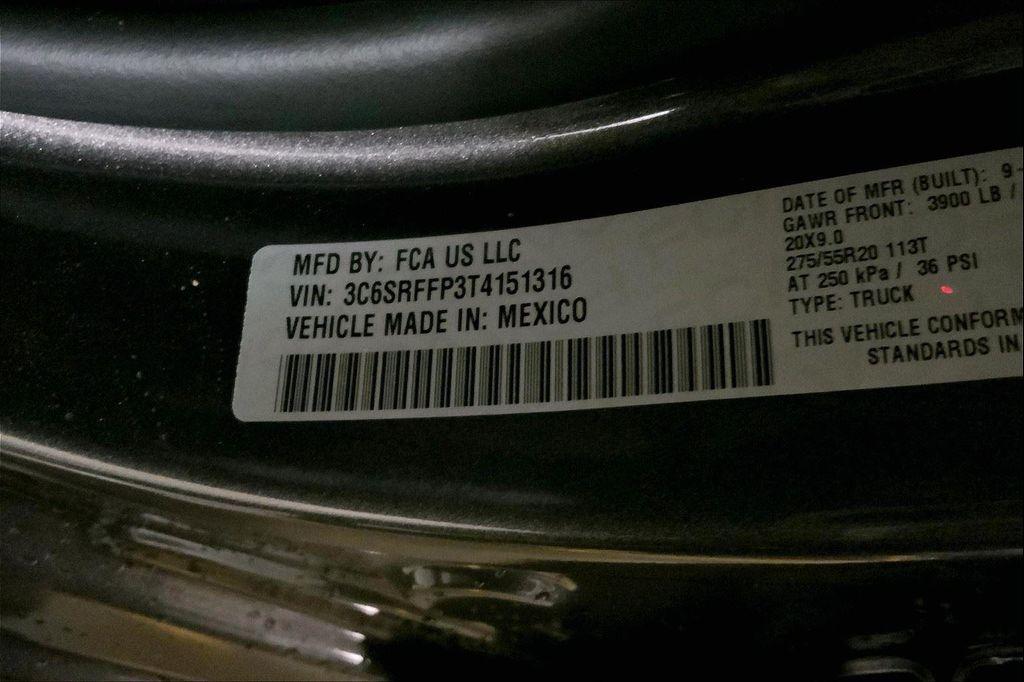 MFD BY: FCA US LLC
VIN: 3C6SRFFP3T4151316
VEHICLE MADE IN: MEXICO
DATE OF MFR (BUILT): 9-
GAWR FRONT: 3900 LB /
20X9.0
275/55R20 113T
AT 250 kPa / 36 PSI
TYPE: TRUCK
THIS VEHICLE CONFORM
STANDARDS IN